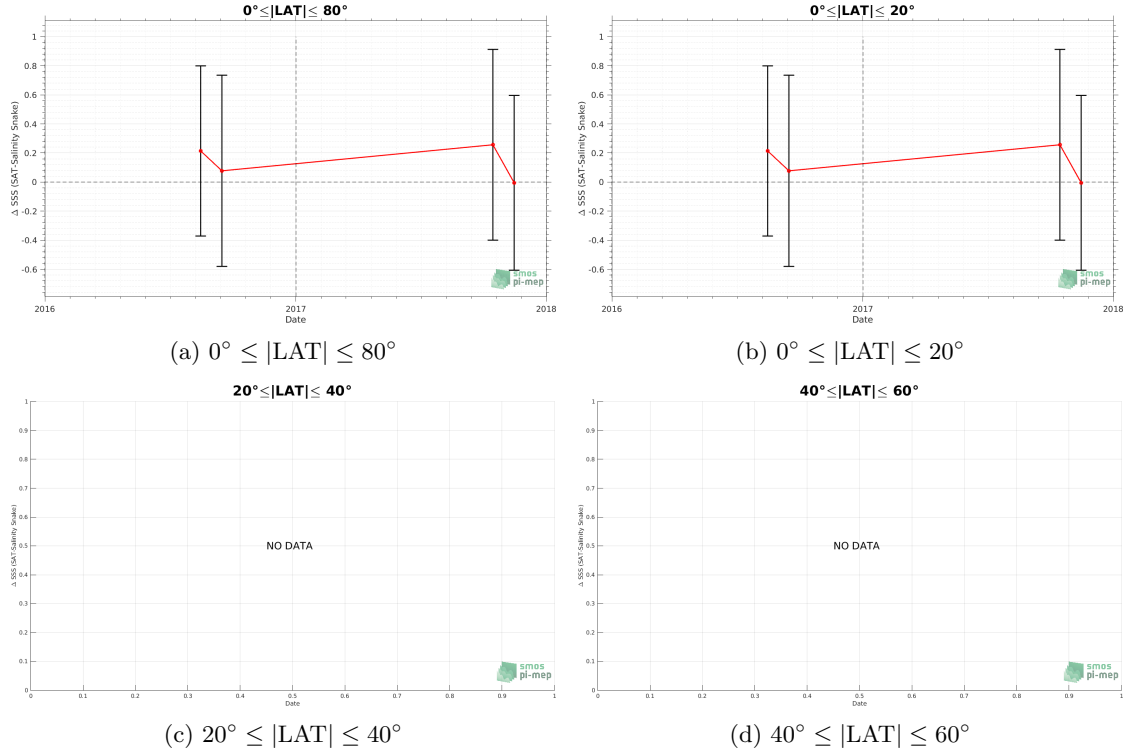 0°≤|LAT|≤ 80°
Δ SSS (SAT-Salinity Snake)
1
0.8
0.6
0.4
0.2
0
-0.2
-0.4
-0.6
2016
2017
2018
Date
smos
pi-mep
(a) 0° ≤ |LAT| ≤ 80°
0°≤|LAT|≤ 20°
Δ SSS (SAT-Salinity Snake)
1
0.8
0.6
0.4
0.2
0
-0.2
-0.4
-0.6
2016
2017
2018
Date
smos
pi-mep
(b) 0° ≤ |LAT| ≤ 20°
20°≤|LAT|≤ 40°
Δ SSS (SAT-Salinity Snake)
1
0.9
0.8
0.7
0.6
0.5
0.4
0.3
0.2
0.1
0
NO DATA
0 0.1 0.2 0.3 0.4 0.5 0.6 0.7 0.8 0.9 1
Date
smos
pi-mep
(c) 20° ≤ |LAT| ≤ 40°
40°≤|LAT|≤ 60°
Δ SSS (SAT-Salinity Snake)
1
0.9
0.8
0.7
0.6
0.5
0.4
0.3
0.2
0.1
0
NO DATA
0 0.1 0.2 0.3 0.4 0.5 0.6 0.7 0.8 0.9 1
Date
smos
pi-mep
(d) 40° ≤ |LAT| ≤ 60°